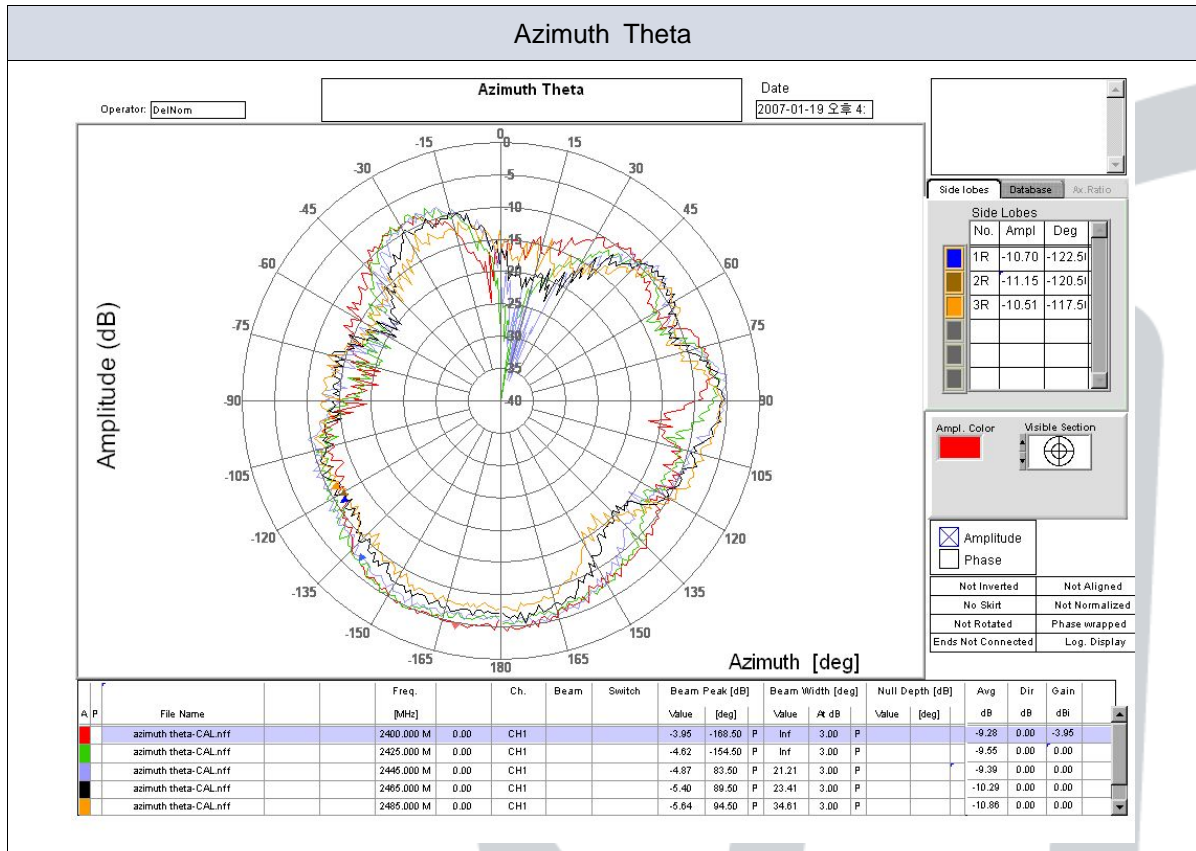 Azimuth Theta
Operator: DelNom
Azimuth Theta
Date
2007-01-19 오후 4:
Amplitude (dB)
0
15
30
45
60
75
90
105
120
135
150
165
180
-165
-150
-135
-120
-105
-90
-75
-60
-45
-30
-15
-0
-5
-10
-15
-20
-25
-30
-35
-40
Azimuth [deg]
Side lobes Database Ax.Ratio
Side Lobes
No. Ampl Deg
1R -10.70 -122.5
2R -11.15 -120.5
3R -10.51 -117.5
Ampl. Color Visible Section
Amplitude
Phase
Not Inverted Not Aligned
No Skirt Not Normalized
Not Rotated Phase wrapped
Ends Not Connected Log. Display
Freq. Ch. Beam Switch Beam Peak [dB] Beam Width [deg] Null Depth [dB] Avg Dir Gain
A P File Name [MHz] Value [deg] Value At dB Value [deg] dB dB dBi
azimuth theta-CAL.nff 2400.000 M 0.00 CH1 -3.95 -168.50 P Inf 3.00 P -9.28 0.00 -3.95
azimuth theta-CAL.nff 2425.000 M 0.00 CH1 -4.62 -154.50 P Inf 3.00 P -9.55 0.00 0.00
azimuth theta-CAL.nff 2445.000 M 0.00 CH1 -4.87 83.50 P 21.21 3.00 P -9.39 0.00 0.00
azimuth theta-CAL.nff 2465.000 M 0.00 CH1 -5.40 89.50 P 23.41 3.00 P -10.29 0.00 0.00
azimuth theta-CAL.nff 2485.000 M 0.00 CH1 -5.64 94.50 P 34.61 3.00 P -10.86 0.00 0.00